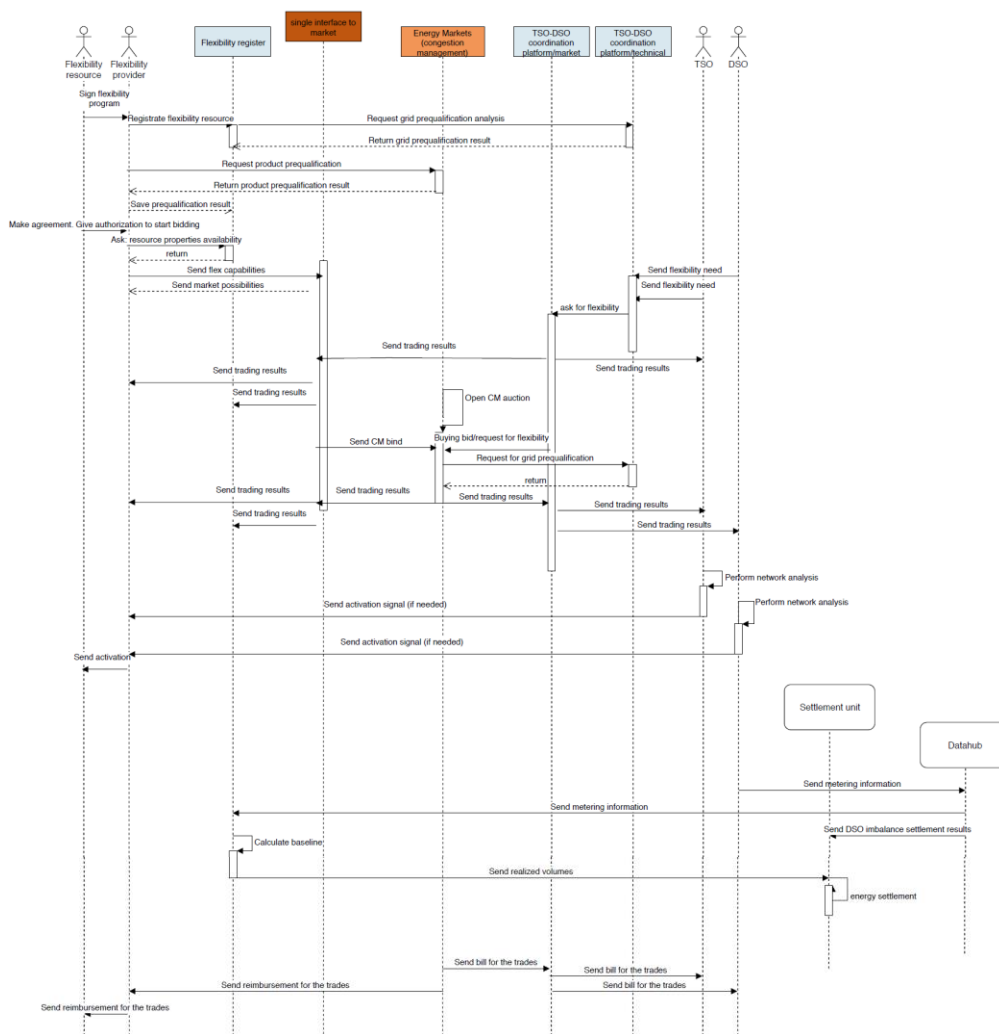 single interface to
market
Flexibility register
Energy Markets
(congestion
management)
TSO-DSO
coordination
platform/market
TSO-DSO
coordination
platform/technical
Flexibility
resource
Flexibility
provider
TSO
DSO
Sign flexibility
program
Registrate flexibility resource
Request grid prequalification analysis
Return grid prequalification result
Request product prequalification
Return product prequalification result
Save prequalification result
Make agreement. Give authorization to start bidding
Ask: resource properties availability
return
Send flex capabilities
Send flexibility need
Send market possibilities
Send flexibility need
ask for flexibility
Send trading results
Send trading results
Send trading results
Send trading results
Open CM auction
Send CM bind
Buying bid/request for flexibility
Request for grid prequalification
return
Send trading results
Send trading results
Send trading results
Send trading results
Send trading results
Send trading results
Perform network analysis
Send activation signal (if needed)
Perform network analysis
Send activation signal (if needed)
Send activation
Settlement unit
Datahub
Send metering information
Send metering information
Send DSO imbalance settlement results
Calculate baseline
Send realized volumes
energy settlement
Send bill for the trades
Send bill for the trades
Send reimbursement for the trades
Send bill for the trades
Send reimbursement for the trades